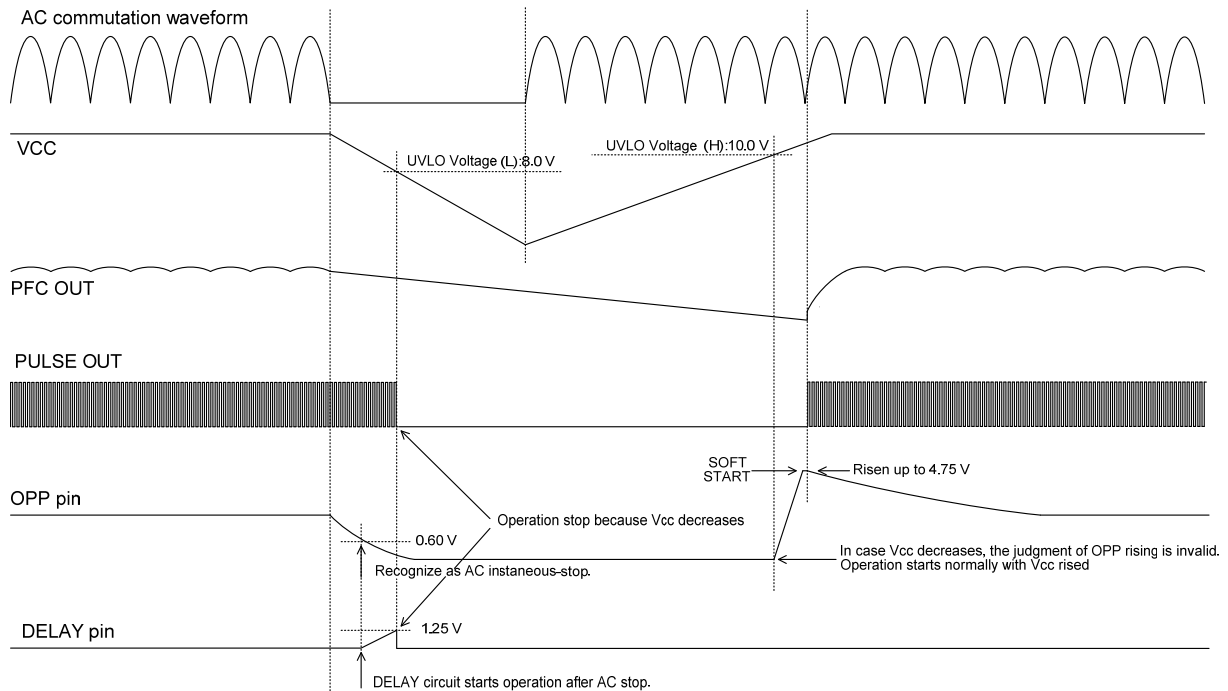 AC commutation waveform
VCC
UVLO Voltage (L):8.0 V
UVLO Voltage (H):10.0 V
PFC OUT
PULSE OUT
SOFT
START
Risen up to 4.75 V
OPP pin
Operation stop because Vcc decreases
0.60 V
Recognize as AC instaneous-stop.
In case Vcc decreases, the judgment of OPP rising is invalid.
Operation starts normally with Vcc rised
DELAY pin
1.25 V
DELAY circuit starts operation after AC stop.